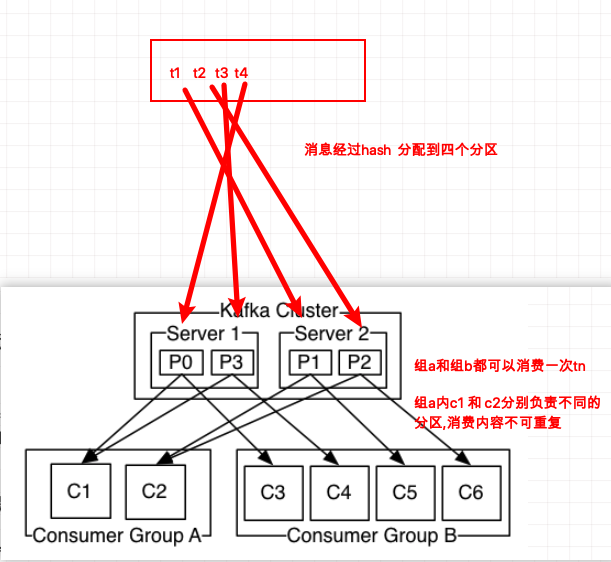 t1 t2 t3 t4
消息经过hash 分配到四个分区
Kafka Cluster
Server 1 Server 2
P0 P3 P1 P2
组a和组b都可以消费一次tn
组a内c1 和 c2分别负责不同的
分区,消费内容不可重复
C1 C2 C3 C4 C5 C6
Consumer Group A Consumer Group B